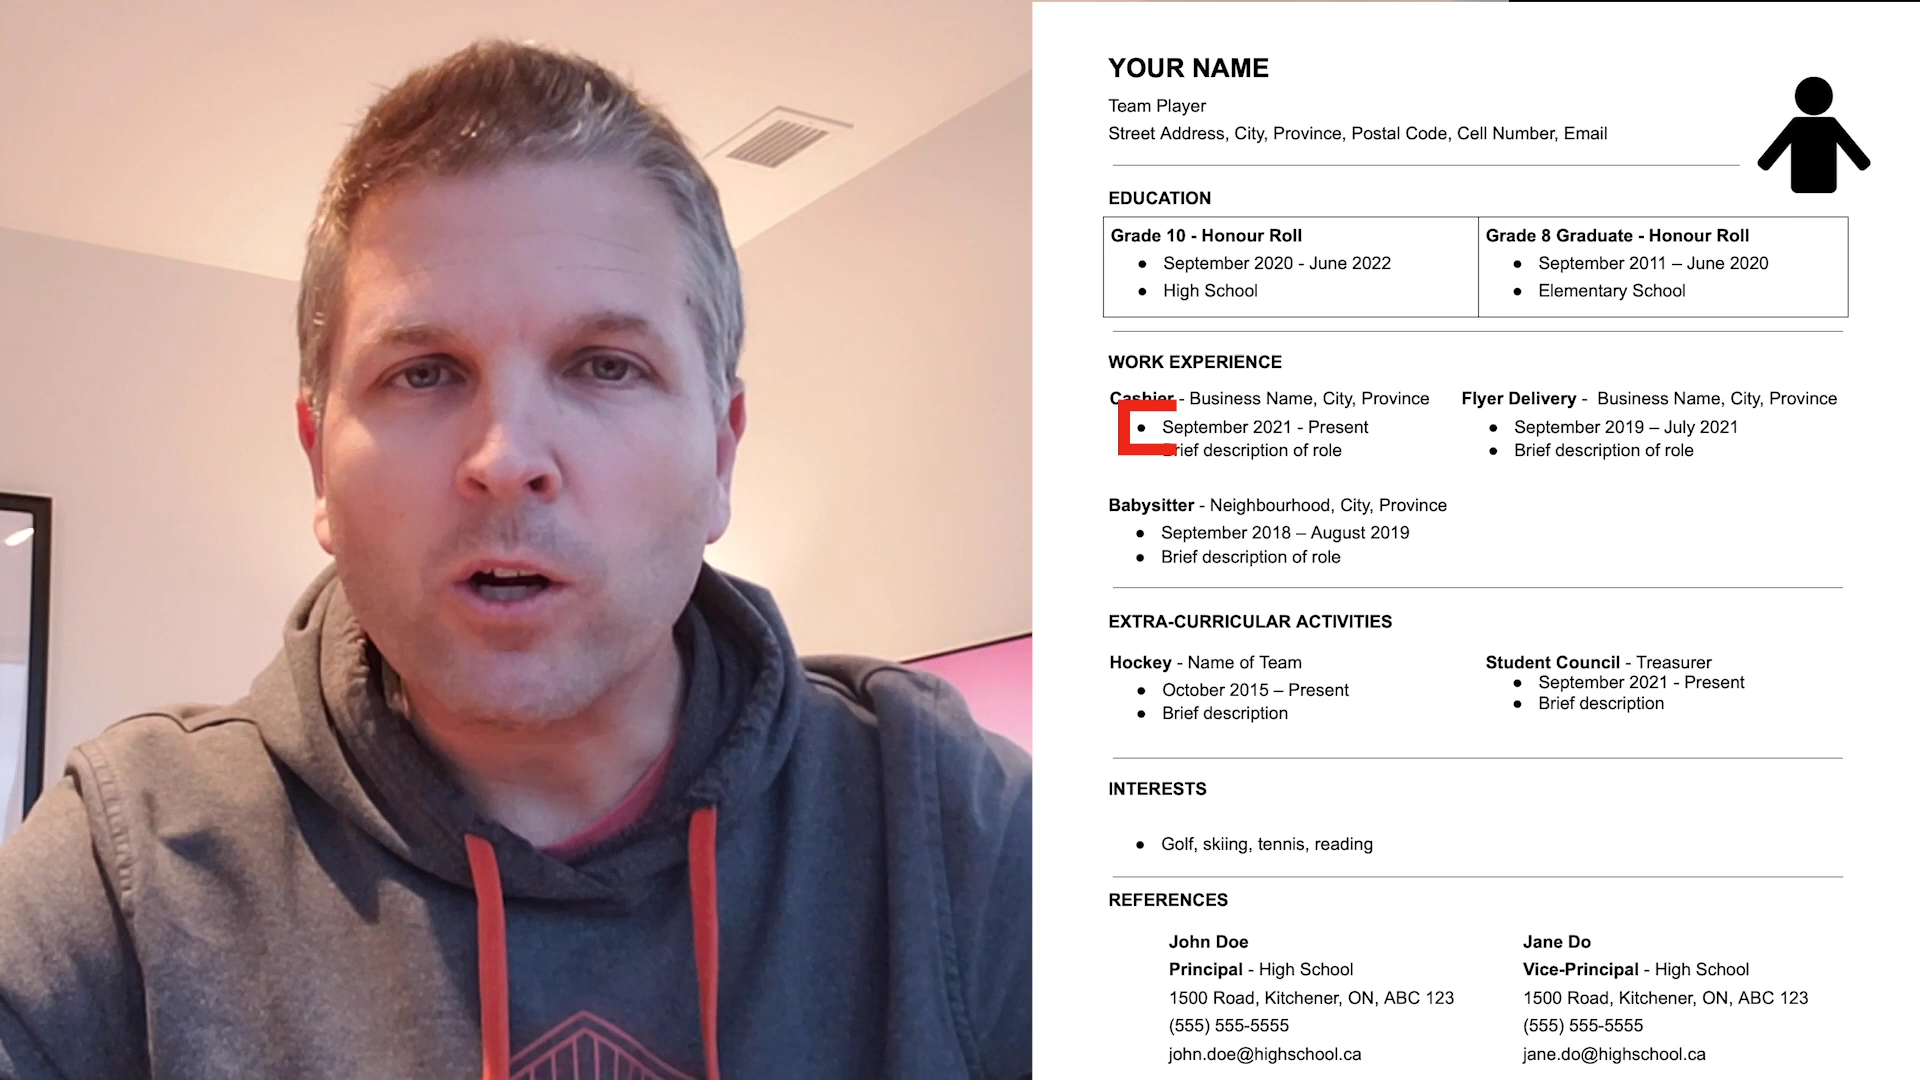 YOUR NAME
Team Player
Street Address, City, Province, Postal Code, Cell Number, Email
EDUCATION
Grade 10 - Honour Roll
● September 2020 - June 2022
● High School
Grade 8 Graduate - Honour Roll
● September 2011 – June 2020
● Elementary School
WORK EXPERIENCE
Cashier - Business Name, City, Province
● September 2021 - Present
Brief description of role
Flyer Delivery - Business Name, City, Province
● September 2019 – July 2021
● Brief description of role
Babysitter - Neighbourhood, City, Province
● September 2018 – August 2019
● Brief description of role
EXTRA-CURRICULAR ACTIVITIES
Hockey - Name of Team
● October 2015 – Present
● Brief description
Student Council - Treasurer
● September 2021 - Present
● Brief description
INTERESTS
● Golf, skiing, tennis, reading
REFERENCES
John Doe
Principal - High School
1500 Road, Kitchener, ON, ABC 123
(555) 555-5555
john.doe@highschool.ca
Jane Do
Vice-Principal - High School
1500 Road, Kitchener, ON, ABC 123
(555) 555-5555
jane.do@highschool.ca